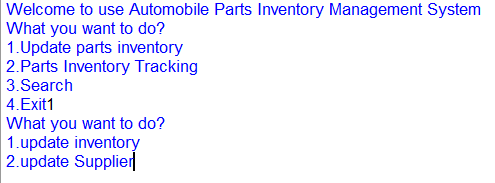 Welcome to use Automobile Parts Inventory Management System
What you want to do?
1.Update parts inventory
2.Parts Inventory Tracking
3.Search
4.Exit1
What you want to do?
1.update inventory
2.update Supplier